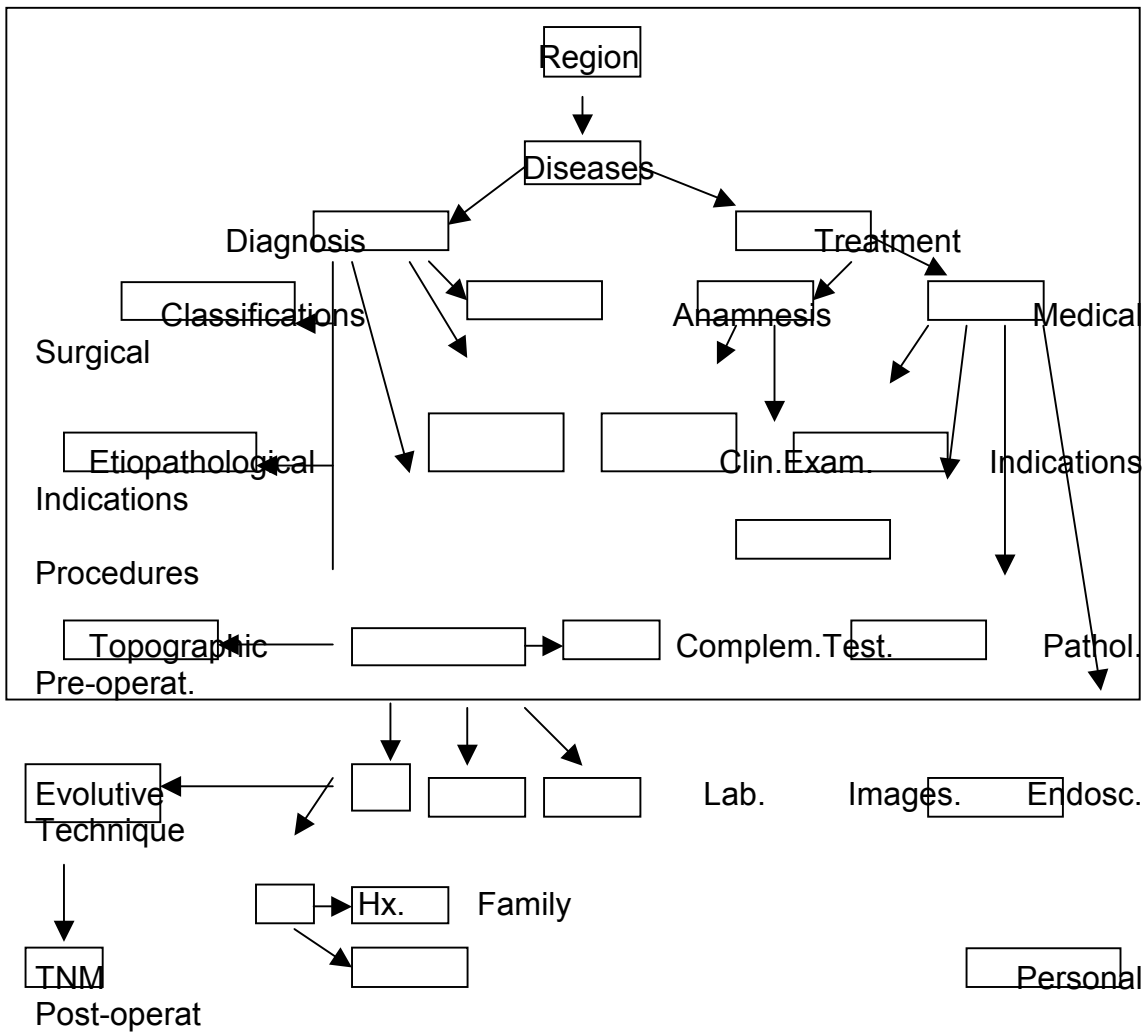 Region
Diseases
Diagnosis Treatment
Classifications Anamnesis Medical
Surgical
Etiopathological Clin.Exam. Indications
Indications
Procedures
Topographic Complem.Test. Pathol.
Pre-operat.
Evolutive Lab. Images. Endosc.
Technique
Hx. Family
TNM Personal
Post-operat